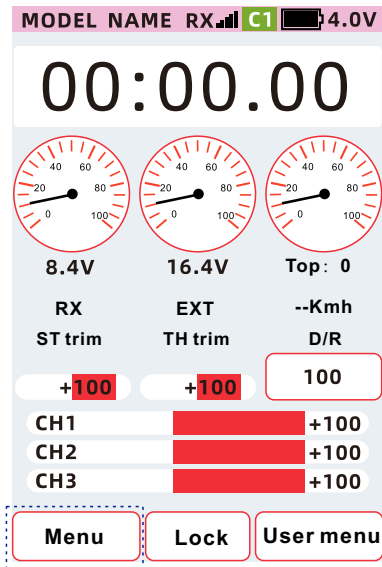 MODEL NAME RX C1 4.0V
00:00.00
40 60 40 60 40 60
20 80 20 80 20 80
0 100 0 100 0 100
8.4V 16.4V Top: 0
RX EXT --Kmh
ST trim TH trim D/R
+100 +100 100
CH1 +100
CH2 +100
CH3 +100
Menu Lock User menu